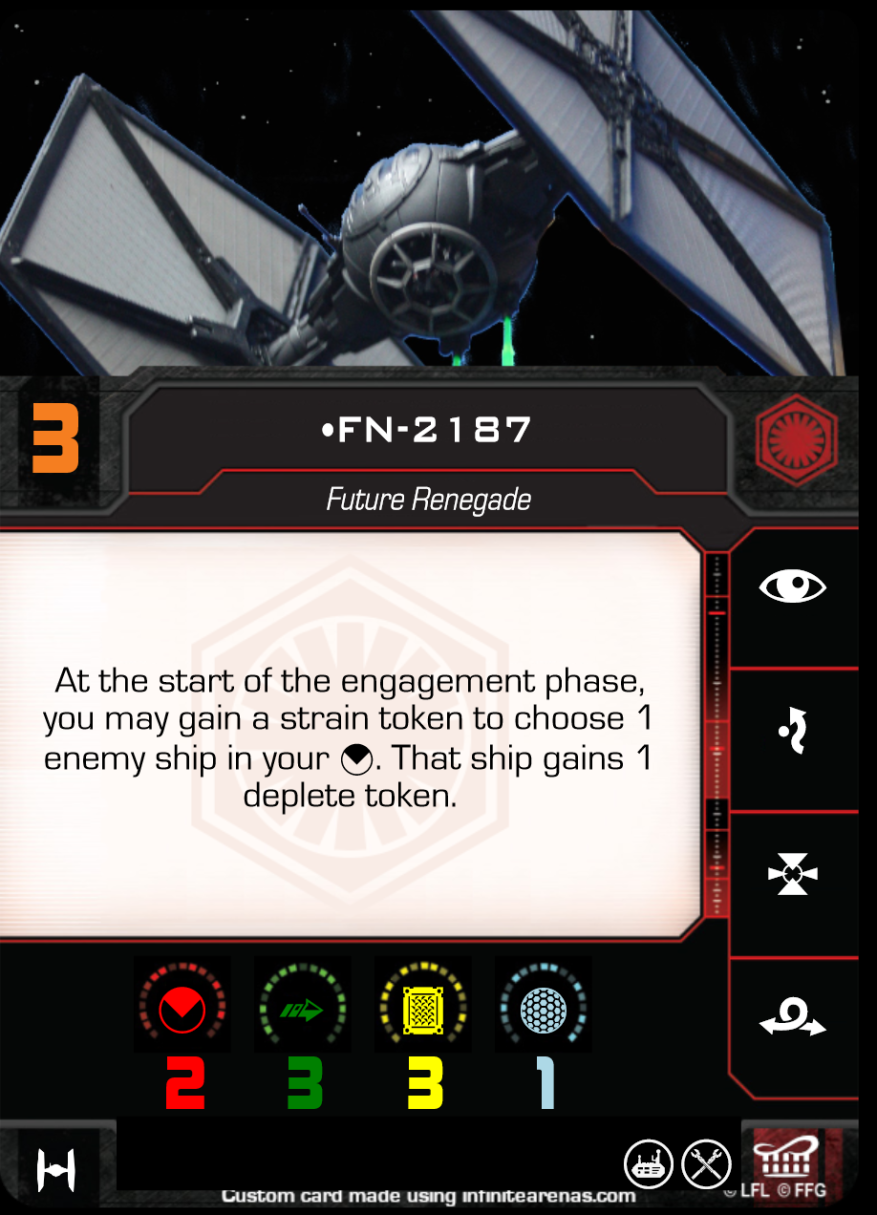 3
•FN-2187
Future Renegade
At the start of the engagement phase,
you may gain a strain token to choose 1
enemy ship in your . That ship gains 1
deplete token.
2 3 3 1
Custom card made using infinitearenas.com
© LFL © FFG